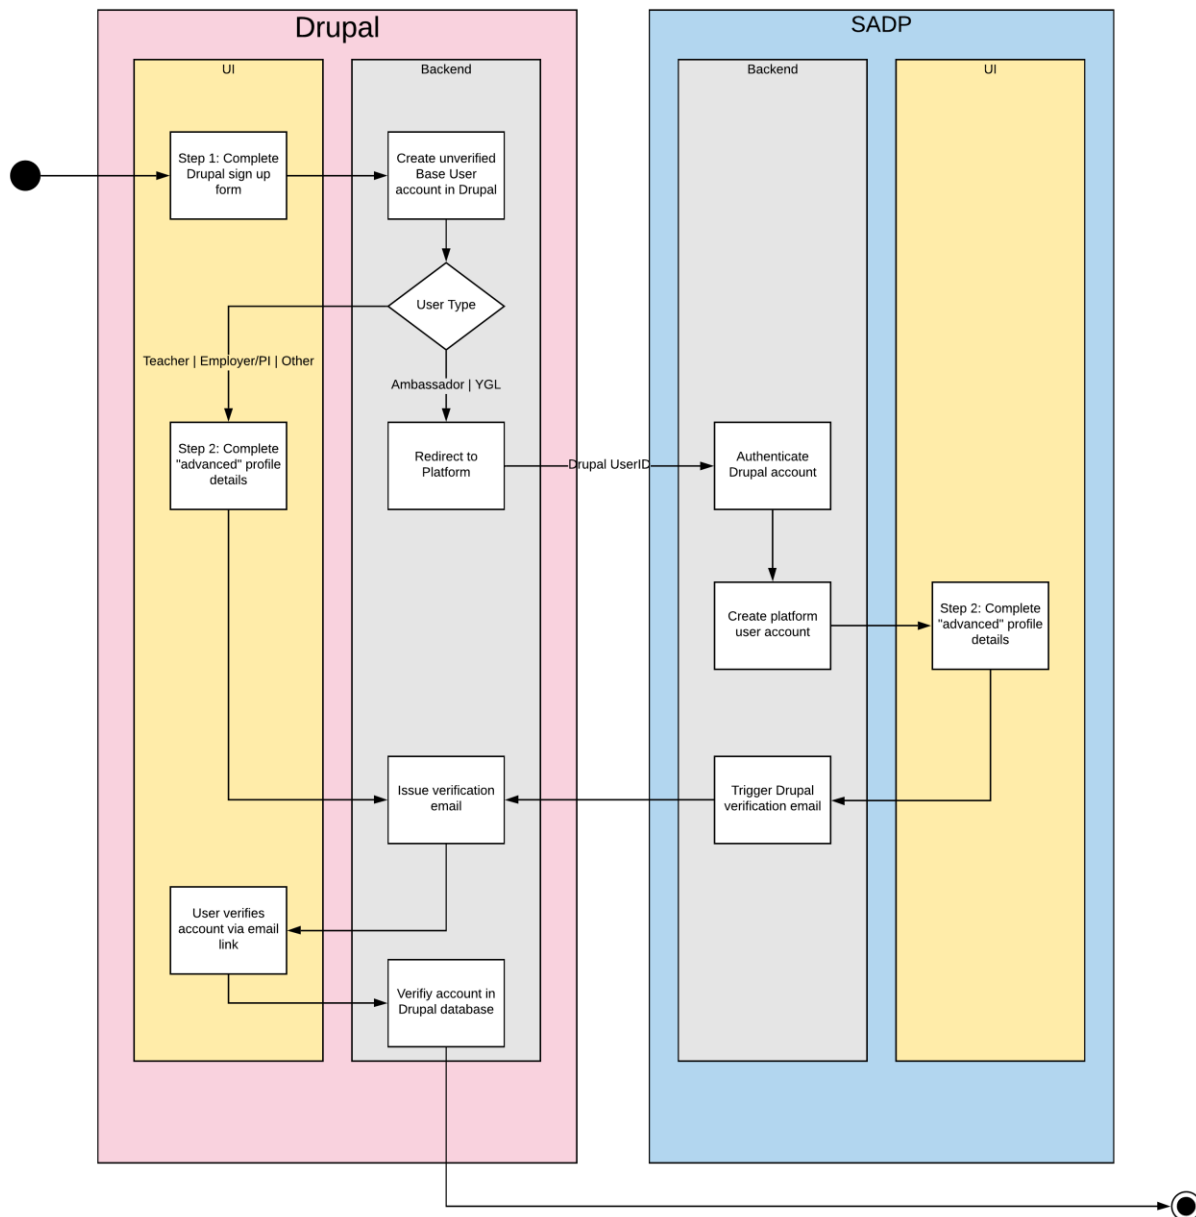 Drupal
SADP
UI
Backend
Backend
UI
Step 1: Complete
Drupal sign up
form
Create unverified
Base User
account in Drupal
User Type
Teacher | Employer/PI | Other
Ambassador | YGL
Step 2: Complete
"advanced" profile
details
Redirect to
Platform
Drupal UserID
Authenticate
Drupal account
Create platform
user account
Step 2: Complete
"advanced" profile
details
Issue verification
email
Trigger Drupal
verification email
User verifies
account via email
link
Verifiy account in
Drupal database